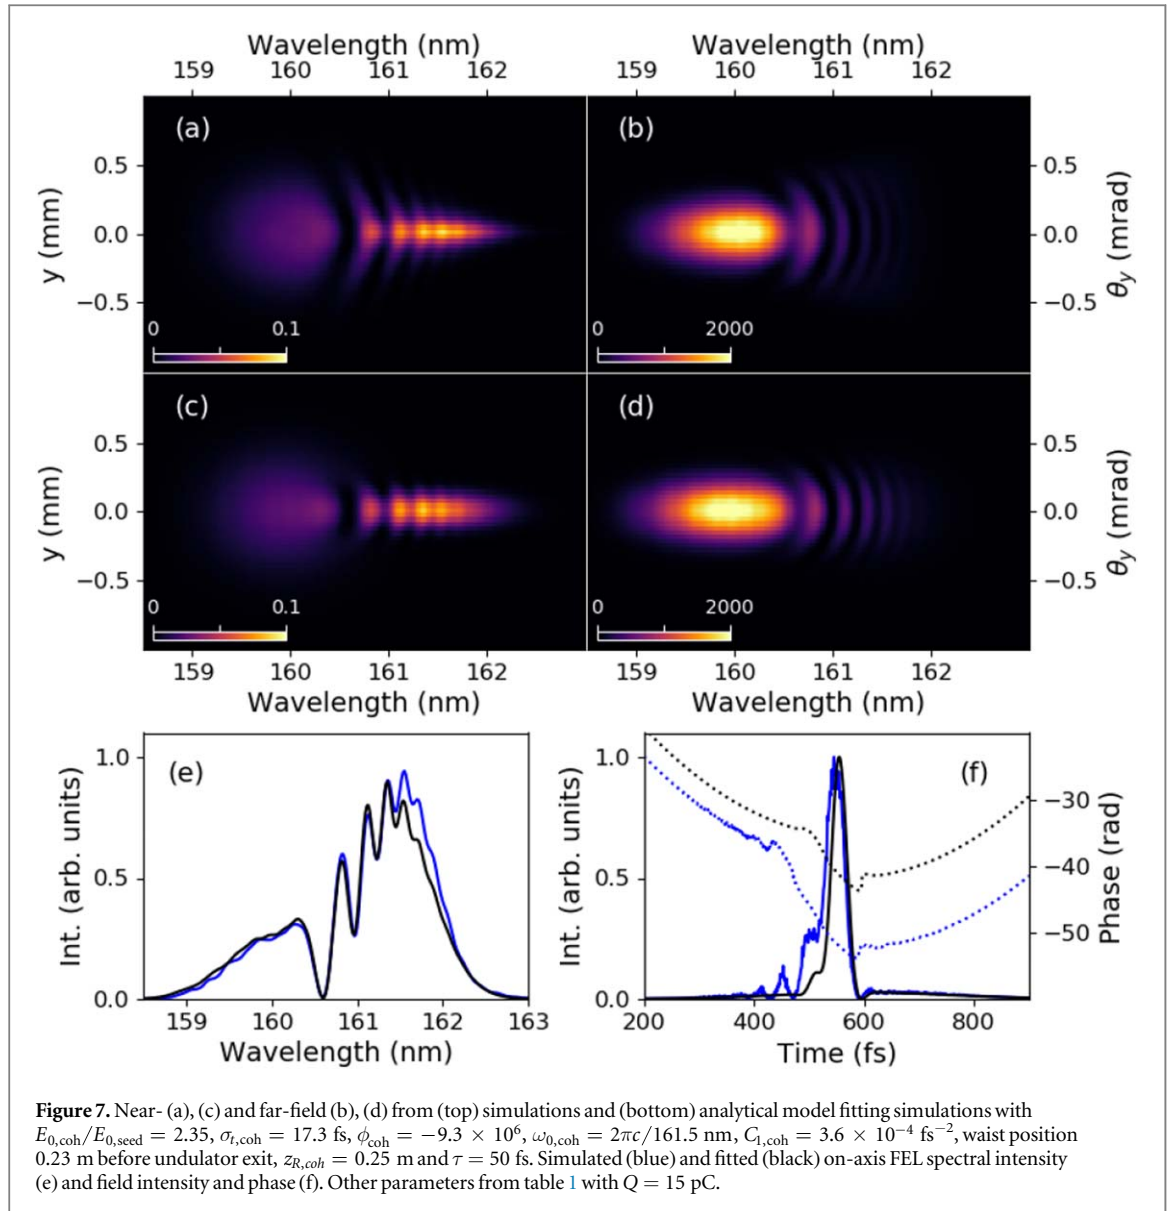 Wavelength (nm) Wavelength (nm)
159 160 161 162 159 160 161 162
(a) (b)
0.5 0.5
0.0 0.0
−0.5 −0.5
y (mm) θy (mrad)
0 0.1 0 2000
(c) (d)
0.5 0.5
0.0 0.0
−0.5 −0.5
y (mm) θy (mrad)
0 0.1 0 2000
159 160 161 162 159 160 161 162
Wavelength (nm) Wavelength (nm)
(e) (f)
1.0 1.0
0.5 0.5
0.0 0.0
−30
−40
−50
Int. (arb. units) Int. (arb. units) Phase (rad)
159 160 161 162 163 200 400 600 800
Wavelength (nm) Time (fs)
Figure 7. Near- (a), (c) and far-field (b), (d) from (top) simulations and (bottom) analytical model fitting simulations with
E0,coh/E0,seed = 2.35, σt,coh = 17.3 fs, ϕcoh = −9.3 × 10⁶, ω0,coh = 2πc/161.5 nm, C1,coh = 3.6 × 10⁻⁴ fs⁻², waist position
0.23 m before undulator exit, zR,coh = 0.25 m and τ = 50 fs. Simulated (blue) and fitted (black) on-axis FEL spectral intensity
(e) and field intensity and phase (f). Other parameters from table 1 with Q = 15 pC.